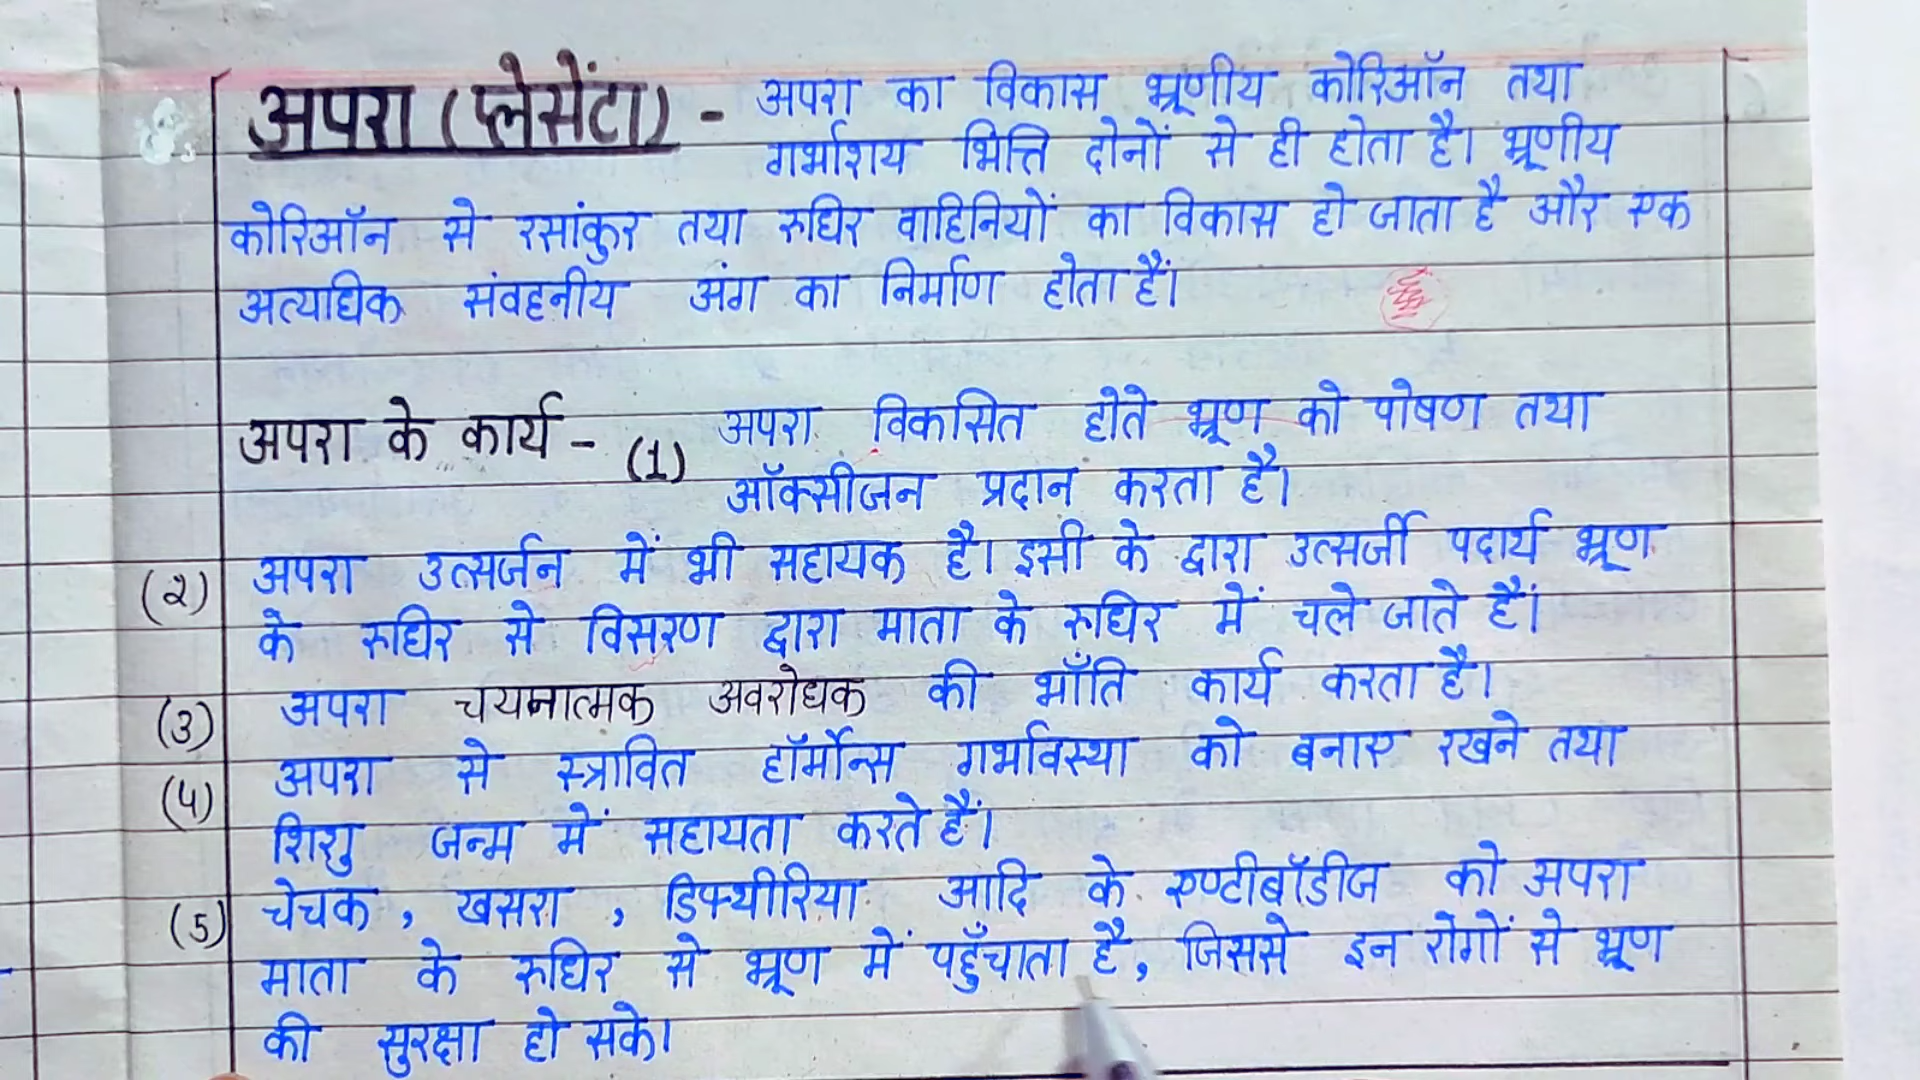 अपरा (प्लेसेंटा) - अपरा का विकास भ्रूणीय कोरिऑन तथा
गर्भाशय भित्ति दोनों से ही होता है। भ्रूणीय
कोरिऑन से रसांकुर तथा रुधिर वाहिनियों का विकास हो जाता है और एक
अत्यधिक संवहनीय अंग का निर्माण होता हैं।
अपरा के कार्य - (1) अपरा विकसित होते भ्रूण को पोषण तथा
ऑक्सीजन प्रदान करता है।
(2) अपरा उत्सर्जन में भी सहायक है। इसी के द्वारा उत्सर्जी पदार्थ भ्रूण
के रुधिर से विसरण द्वारा माता के रुधिर में चले जाते हैं।
(3) अपरा चयनात्मक अवरोधक की भाँति कार्य करता है।
(4) अपरा से स्त्रावित हॉर्मोन्स गर्भावस्था को बनाए रखने तथा
शिशु जन्म में सहायता करते हैं।
(5) चेचक, खसरा, डिफ्थीरिया आदि के एण्टीबॉडीज को अपरा
माता के रुधिर से भ्रूण में पहुँचाता है, जिससे इन रोगों से भ्रूण
की सुरक्षा हो सके।